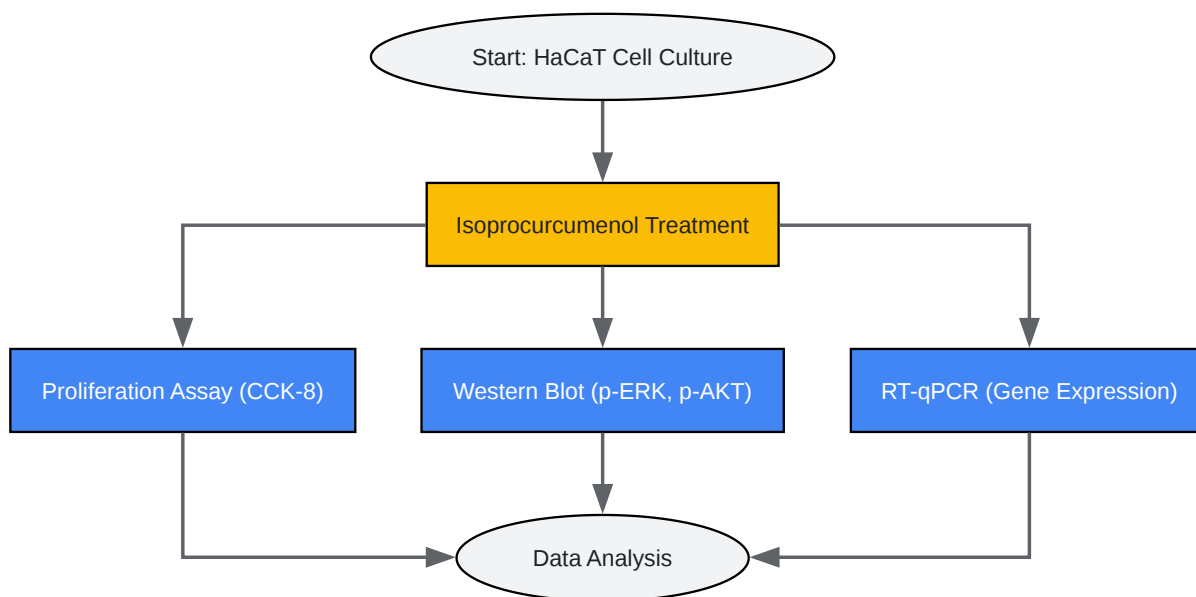 Start: HaCaT Cell Culture
Isoprocurcumenol Treatment
Proliferation Assay (CCK-8)
Western Blot (p-ERK, p-AKT)
RT-qPCR (Gene Expression)
Data Analysis